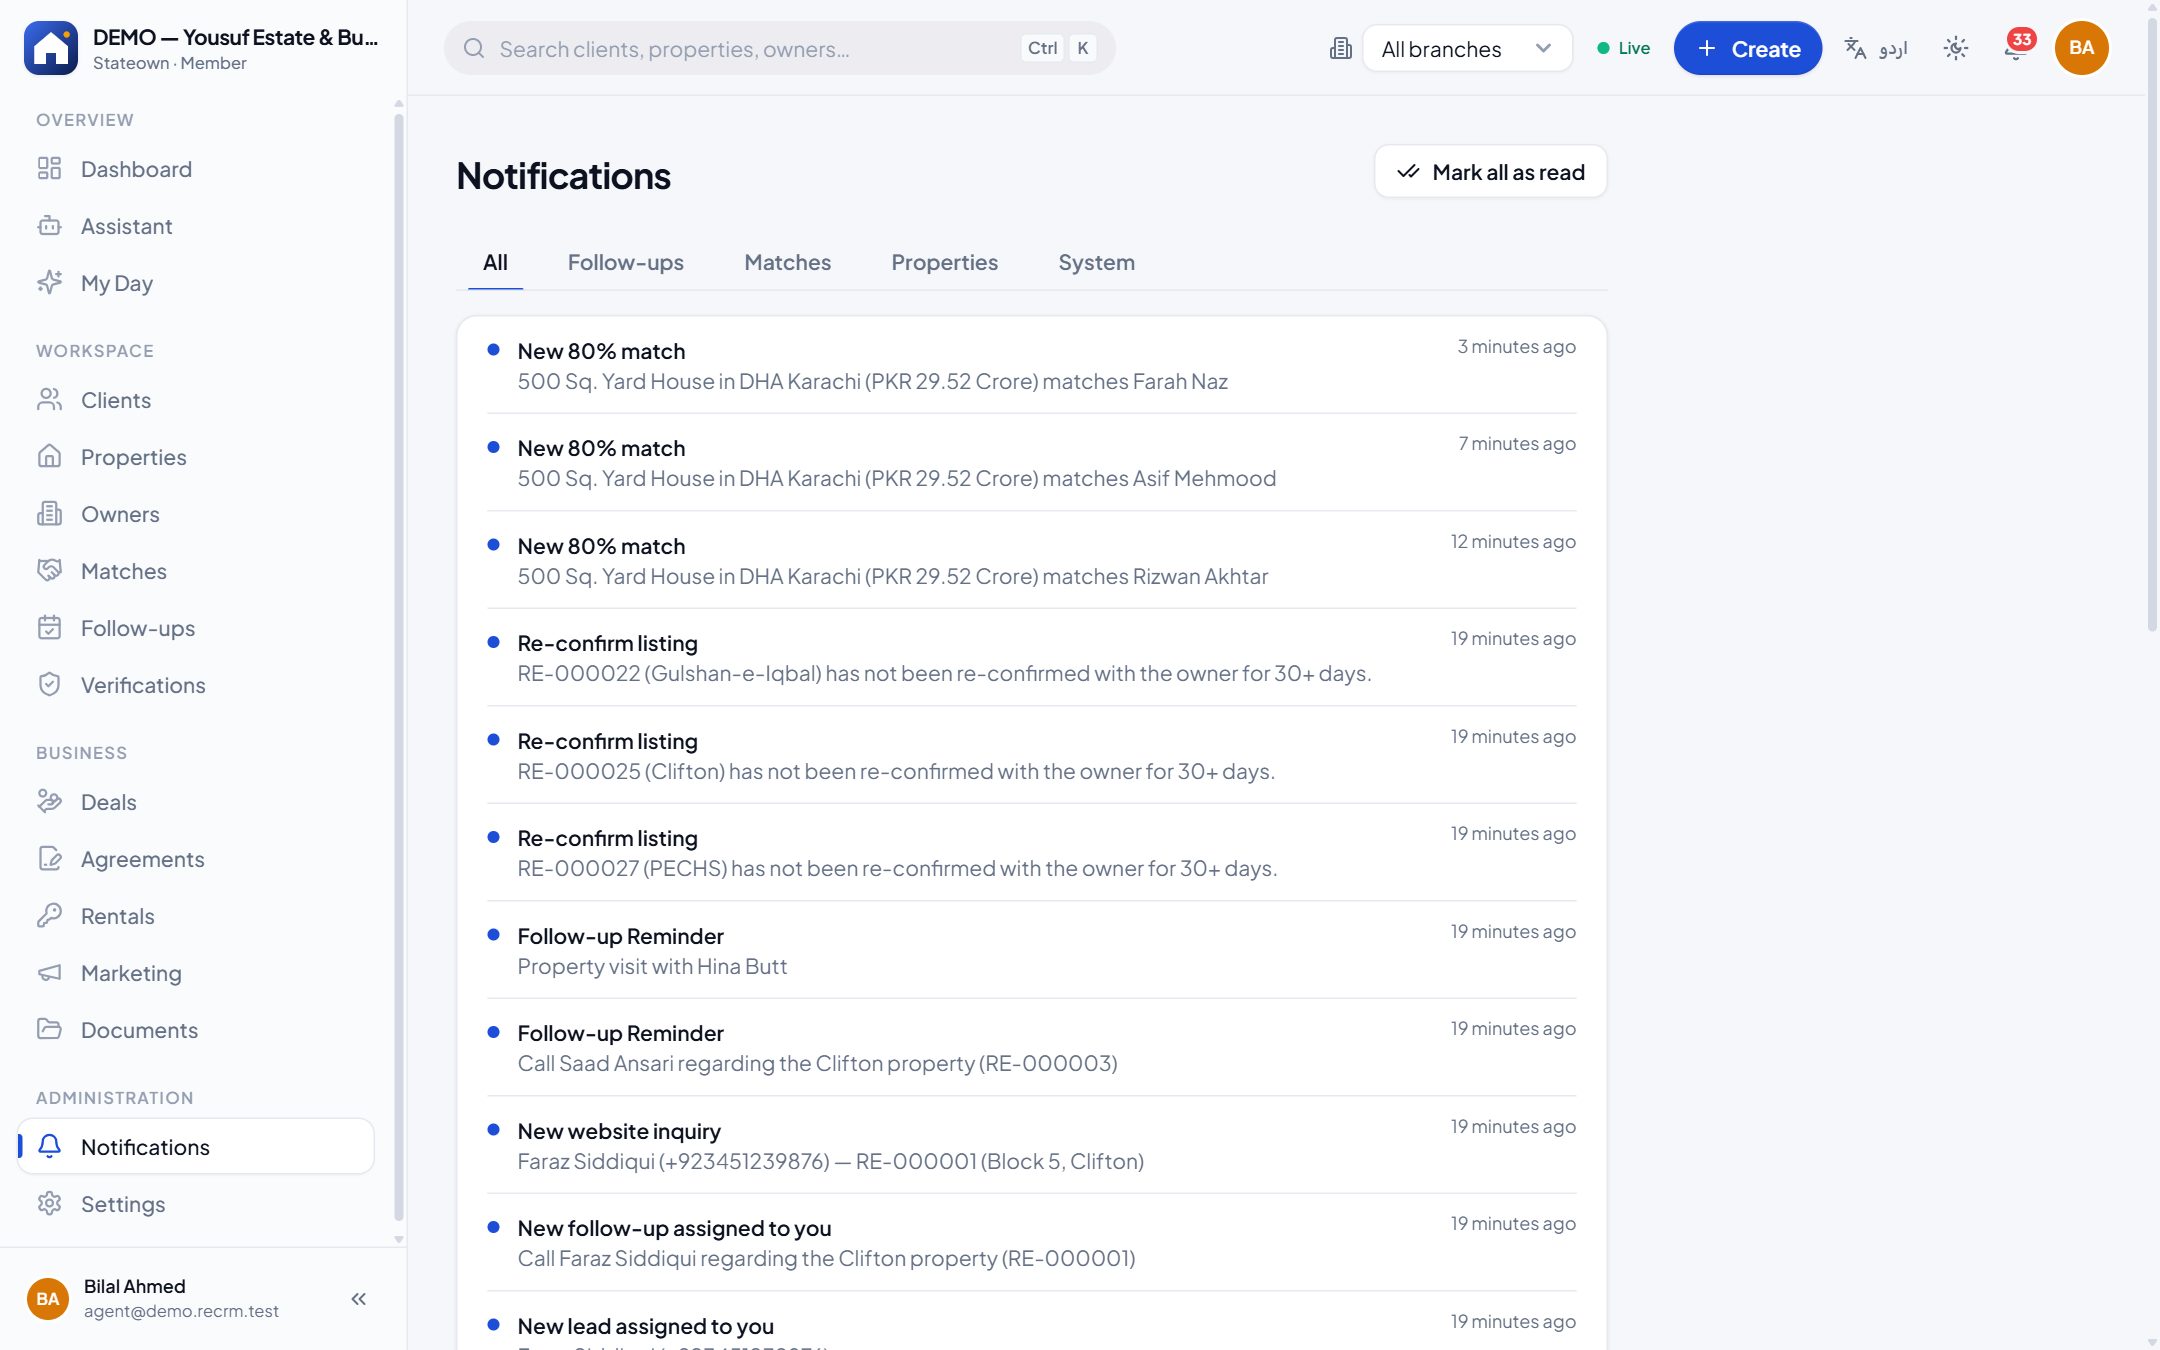 DEMO — Yousuf Estate & Bu...
Stateown · Member
Search clients, properties, owners...
Ctrl K
All branches
Live
Create
اردو
33
BA
OVERVIEW
Dashboard
Assistant
My Day
WORKSPACE
Clients
Properties
Owners
Matches
Follow-ups
Verifications
BUSINESS
Deals
Agreements
Rentals
Marketing
Documents
ADMINISTRATION
Notifications
Settings
BA
Bilal Ahmed
agent@demo.recrm.test
Notifications
Mark all as read
All
Follow-ups
Matches
Properties
System
New 80% match
3 minutes ago
500 Sq. Yard House in DHA Karachi (PKR 29.52 Crore) matches Farah Naz
New 80% match
7 minutes ago
500 Sq. Yard House in DHA Karachi (PKR 29.52 Crore) matches Asif Mehmood
New 80% match
12 minutes ago
500 Sq. Yard House in DHA Karachi (PKR 29.52 Crore) matches Rizwan Akhtar
Re-confirm listing
19 minutes ago
RE-000022 (Gulshan-e-Iqbal) has not been re-confirmed with the owner for 30+ days.
Re-confirm listing
19 minutes ago
RE-000025 (Clifton) has not been re-confirmed with the owner for 30+ days.
Re-confirm listing
19 minutes ago
RE-000027 (PECHS) has not been re-confirmed with the owner for 30+ days.
Follow-up Reminder
19 minutes ago
Property visit with Hina Butt
Follow-up Reminder
19 minutes ago
Call Saad Ansari regarding the Clifton property (RE-000003)
New website inquiry
19 minutes ago
Faraz Siddiqui (+923451239876) — RE-000001 (Block 5, Clifton)
New follow-up assigned to you
19 minutes ago
Call Faraz Siddiqui regarding the Clifton property (RE-000001)
New lead assigned to you
19 minutes ago